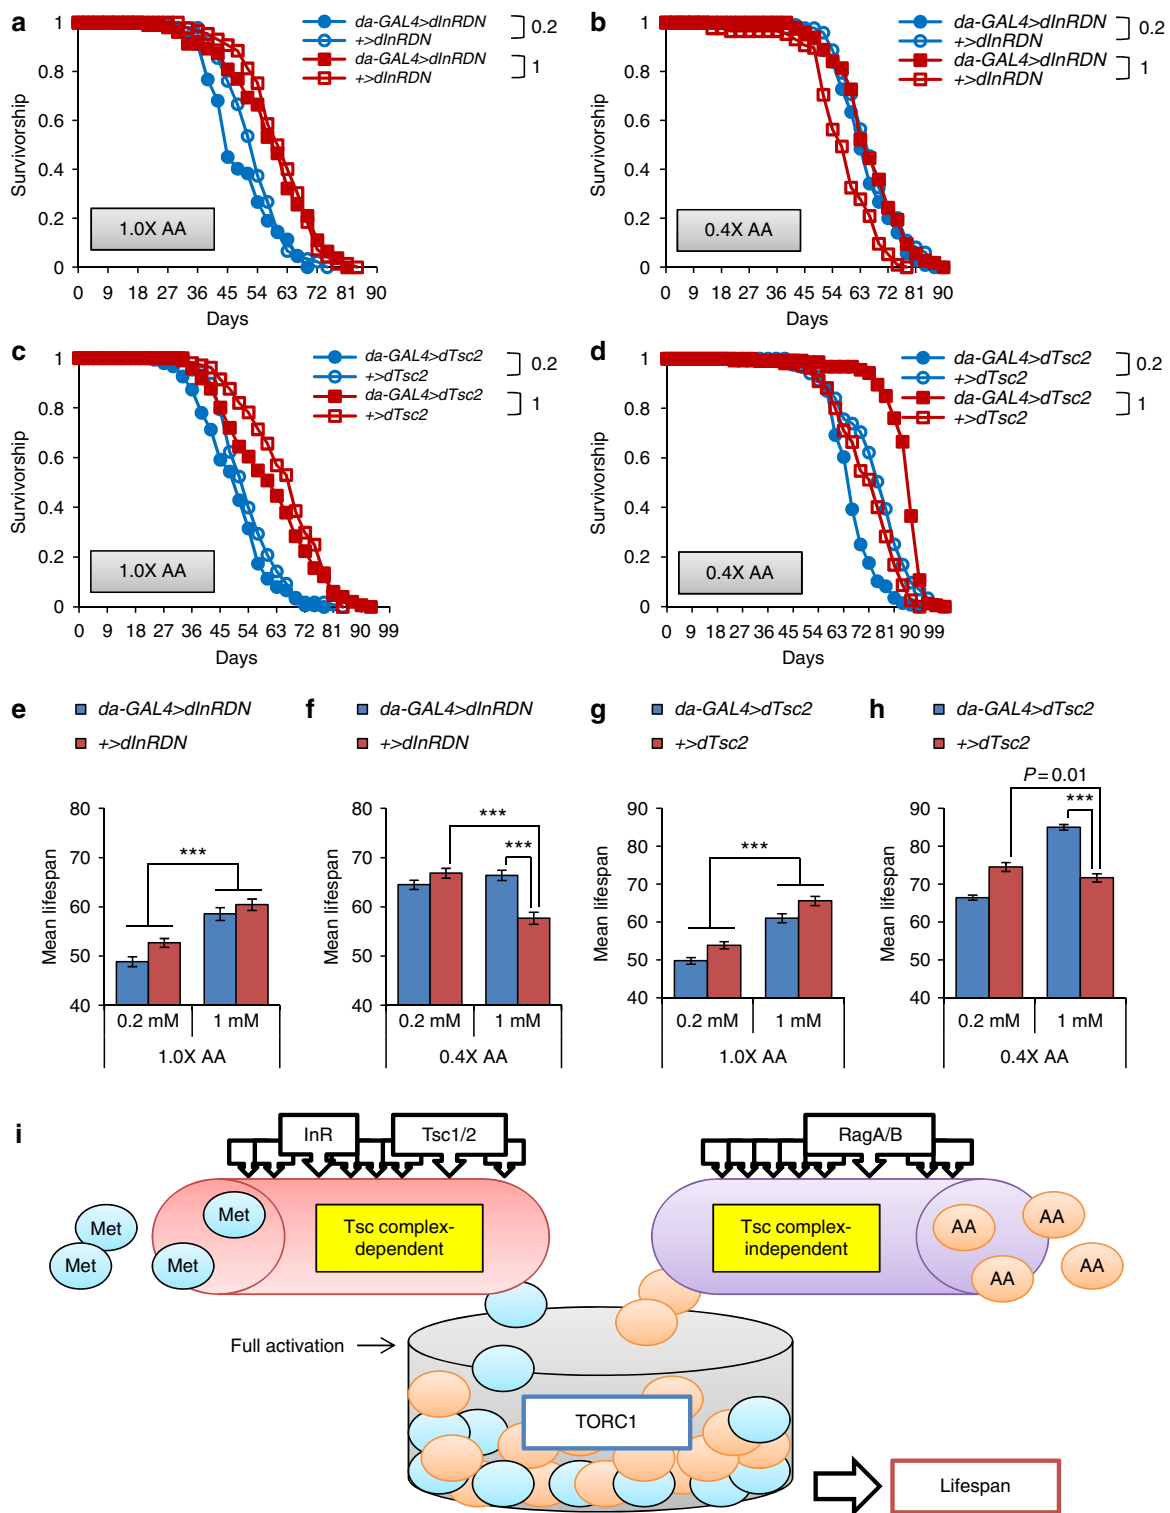 a
1
0.8
0.6
0.4
0.2
0
Survivorship
0 9 18 27 36 45 54 63 72 81 90
Days
1.0X AA
da-GAL4>dInRDN
+>dInRDN
0.2
da-GAL4>dInRDN
+>dInRDN
1
b
1
0.8
0.6
0.4
0.2
0
Survivorship
0 9 18 27 36 45 54 63 72 81 90
Days
0.4X AA
da-GAL4>dInRDN
+>dInRDN
0.2
da-GAL4>dInRDN
+>dInRDN
1
c
1
0.8
0.6
0.4
0.2
0
Survivorship
0 9 18 27 36 45 54 63 72 81 90 99
Days
1.0X AA
da-GAL4>dTsc2
+>dTsc2
0.2
da-GAL4>dTsc2
+>dTsc2
1
d
1
0.8
0.6
0.4
0.2
0
Survivorship
0 9 18 27 36 45 54 63 72 81 90 99
Days
0.4X AA
da-GAL4>dTsc2
+>dTsc2
0.2
da-GAL4>dTsc2
+>dTsc2
1
e
da-GAL4>dInRDN
+>dInRDN
80
70
60
50
40
Mean lifespan
***
0.2 mM 1 mM
1.0X AA
f
da-GAL4>dInRDN
+>dInRDN
80
70
60
50
40
Mean lifespan
***
***
0.2 mM 1 mM
0.4X AA
g
da-GAL4>dTsc2
+>dTsc2
90
80
70
60
50
40
Mean lifespan
***
0.2 mM 1 mM
1.0X AA
h
da-GAL4>dTsc2
+>dTsc2
P = 0.01
***
90
80
70
60
50
40
Mean lifespan
0.2 mM 1 mM
0.4X AA
i
InR
Tsc1/2
RagA/B
Met
Met
Met
Met
Tsc complex-
dependent
Tsc complex-
independent
AA
AA
AA
AA
Full activation
TORC1
Lifespan